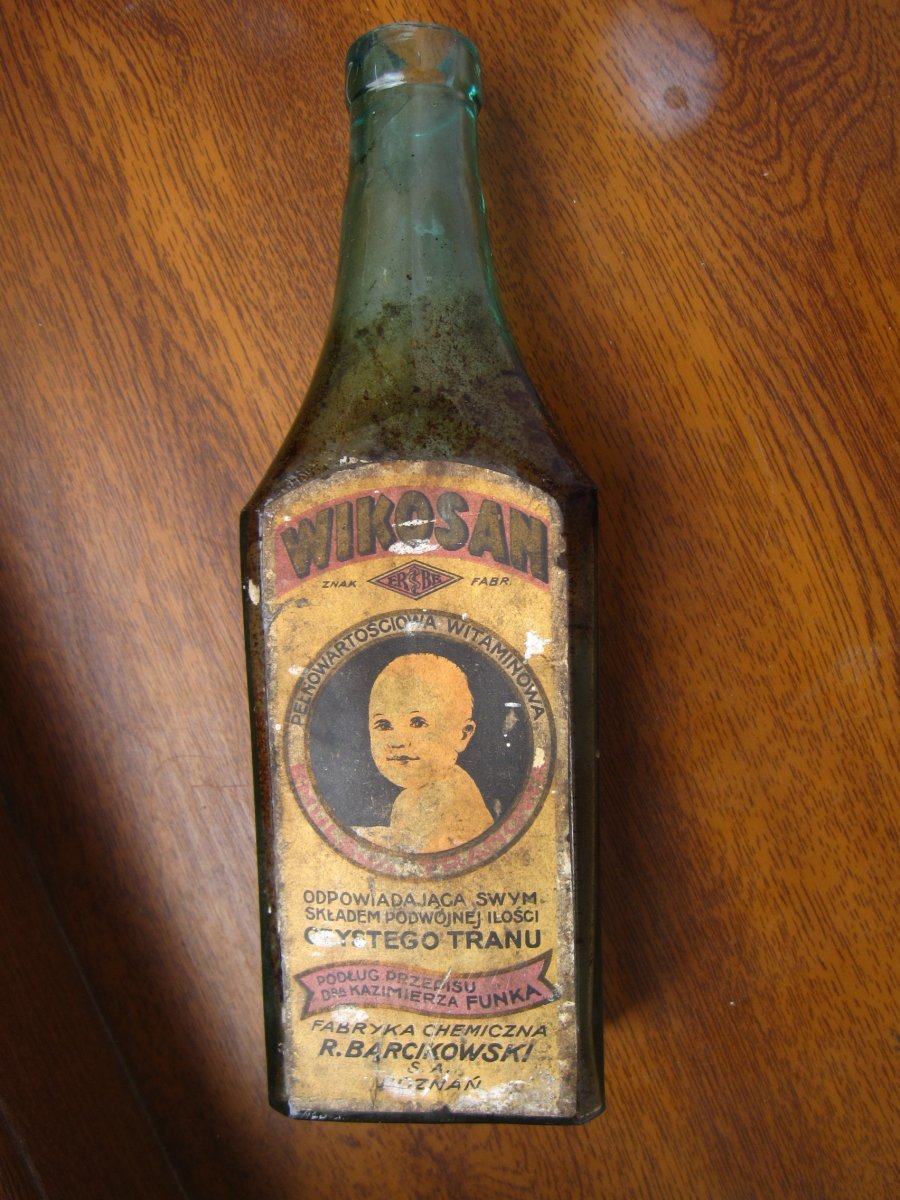 WIKOSAN
ZNAK ERBE FABR.
PEŁNOWARTOŚCIOWA WITAMINOWA
ODPOWIADAJĄCA SWYM
SKŁADEM PODWÓJNEJ ILOŚCI
CZYSTEGO TRANU
PODŁUG PRZEPISU
DRA KAZIMIERZA FUNKA
FABRYKA CHEMICZNA
R. BARCIKOWSKI
S. A.
POZNAŃ